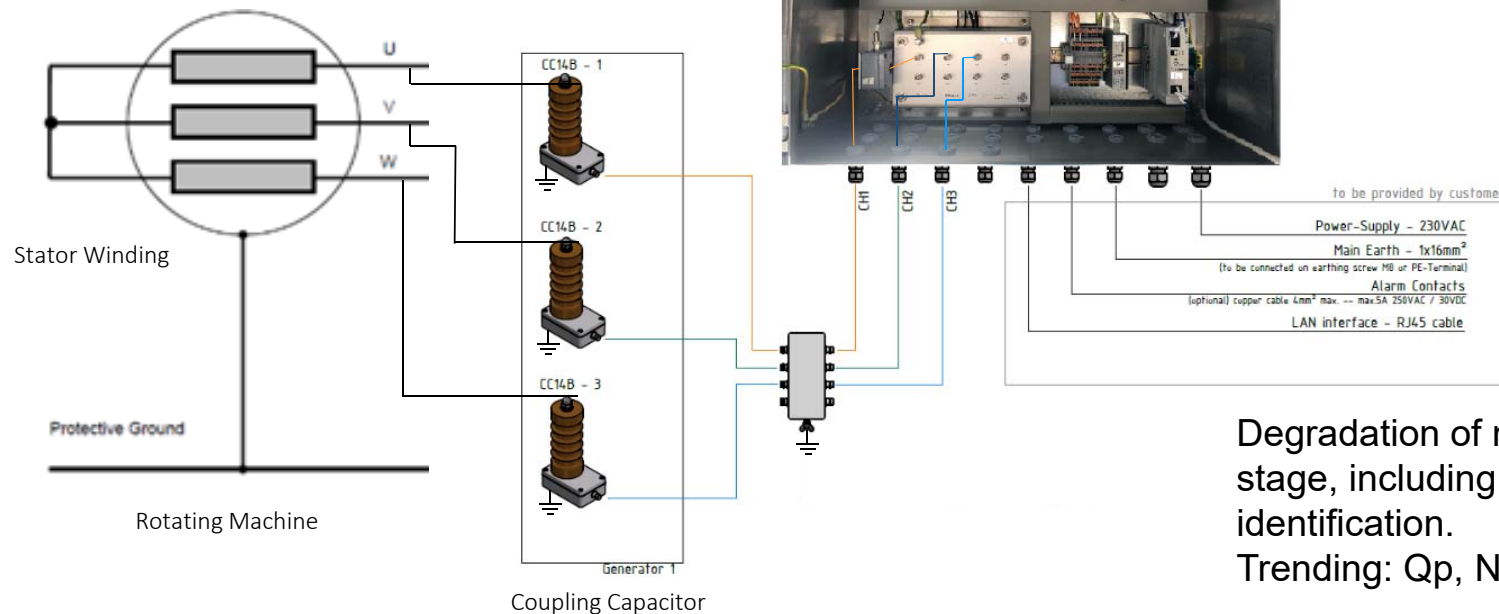 U
V
W
Stator Winding
Protective Ground
Rotating Machine
CC14B - 1
CC14B - 2
CC14B - 3
Generator 1
Coupling Capacitor
CH1
CH2
CH3
to be provided by custome
Power-Supply - 230VAC
Main Earth - 1x16mm²
(to be connected on earthing screw M8 or PE-Terminal)
Alarm Contacts
(optional) copper cable 4mm² max. -- max.5A 250VAC / 30VDC
LAN interface - RJ45 cable
Degradation of
stage, including
identification.
Trending: Qp, N